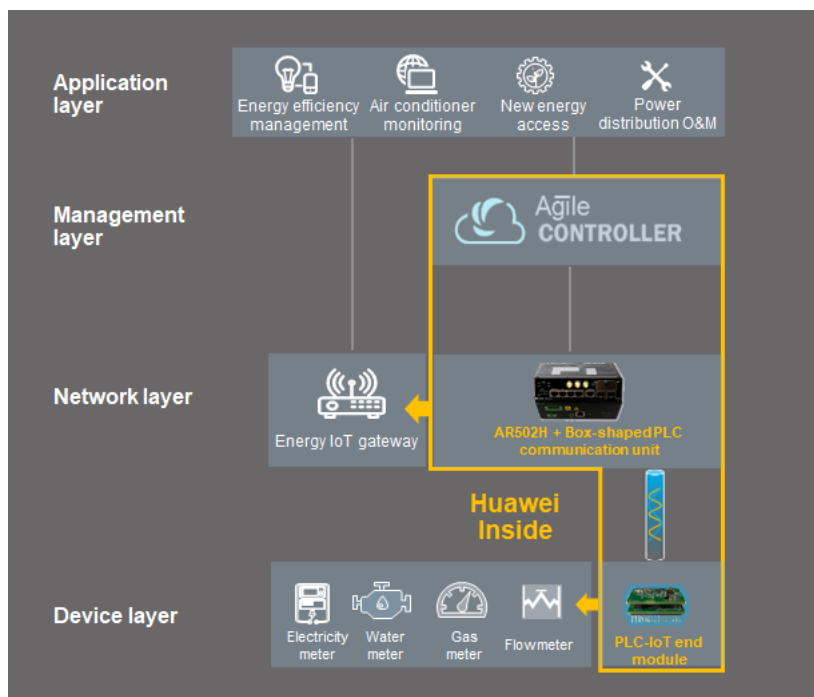 Application
layer
Energy efficiency
management
Air conditioner
monitoring
New energy
access
Power
distribution O&M
Management
layer
Agile
CONTROLLER
Network layer
Energy IoT gateway
AR502H + Box-shaped PLC
communication unit
Huawei
Inside
Device layer
Electricity
meter
Water
meter
Gas
meter
Flowmeter
PLC-IoT end
module